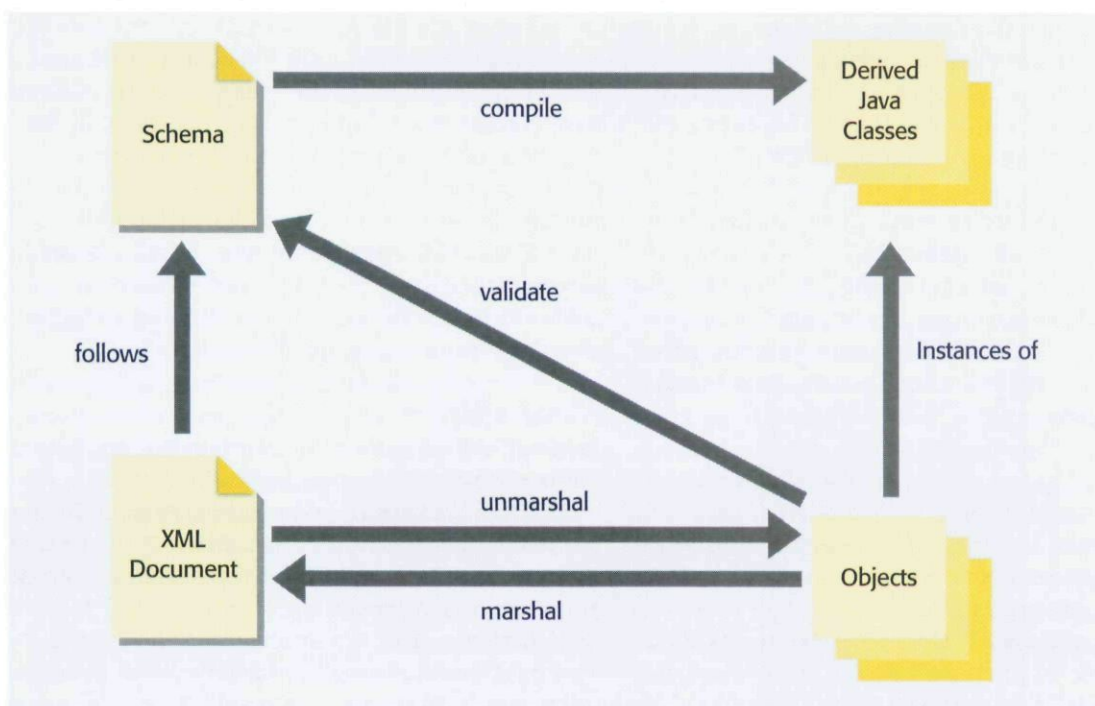 Schema
compile
Derived
Java
Classes
validate
follows
Instances of
XML
Document
unmarshal
marshal
Objects